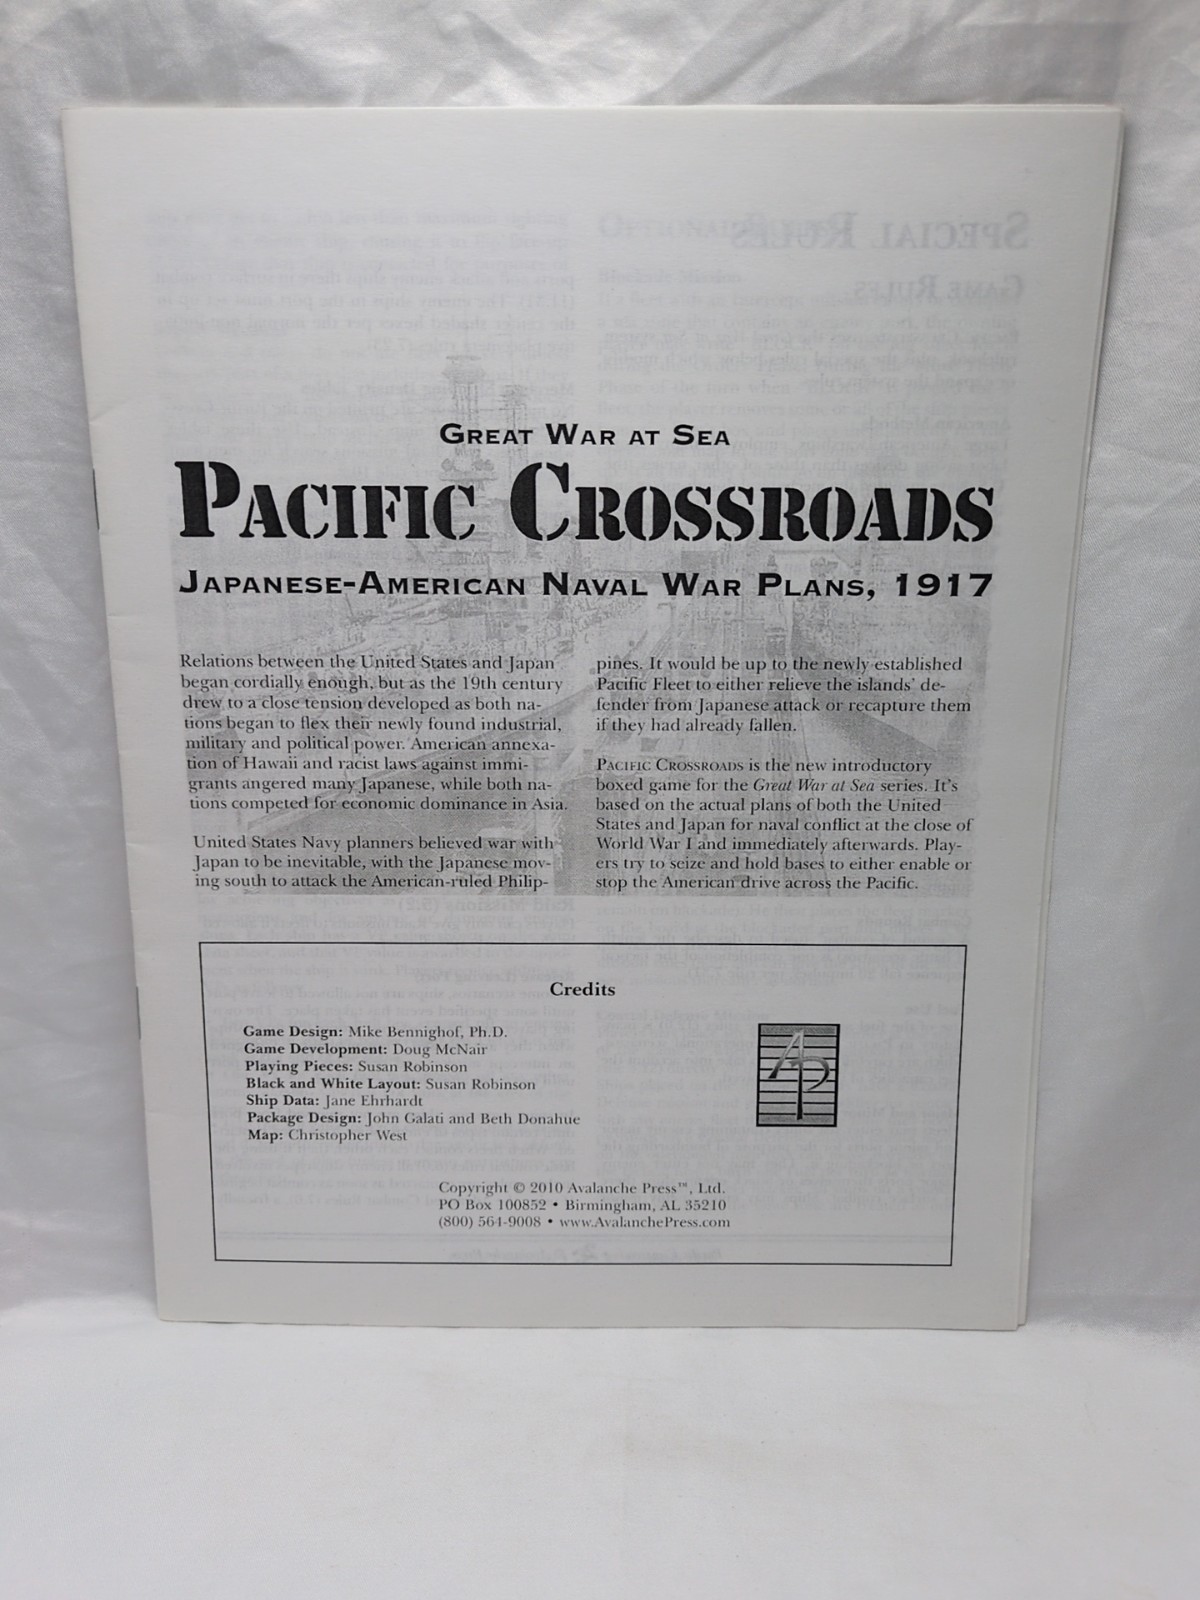 Great War at Sea
Pacific Crossroads
Japanese-American Naval War Plans, 1917
Relations between the United States and Japan
began cordially enough, but as the 19th century
drew to a close tension developed as both na-
tions began to flex their newly found industrial,
military and political power. American annexa-
tion of Hawaii and racist laws against immi-
grants angered many Japanese, while both na-
tions competed for economic dominance in Asia.
United States Navy planners believed war with
Japan to be inevitable, with the Japanese mov-
ing south to attack the American-ruled Philip-
pines. It would be up to the newly established
Pacific Fleet to either relieve the islands' de-
fender from Japanese attack or recapture them
if they had already fallen.
Pacific Crossroads is the new introductory
boxed game for the Great War at Sea series. It's
based on the actual plans of both the United
States and Japan for naval conflict at the close of
World War I and immediately afterwards. Play-
ers try to seize and hold bases to either enable or
stop the American drive across the Pacific.
Credits
Game Design: Mike Bennighof, Ph.D.
Game Development: Doug McNair
Playing Pieces: Susan Robinson
Black and White Layout: Susan Robinson
Ship Data: Jane Ehrhardt
Package Design: John Galati and Beth Donahue
Map: Christopher West
AP
Copyright © 2010 Avalanche Press™, Ltd.
PO Box 100852 • Birmingham, AL 35210
(800) 564-9008 • www.AvalanchePress.com
Special Rules
Game Rules